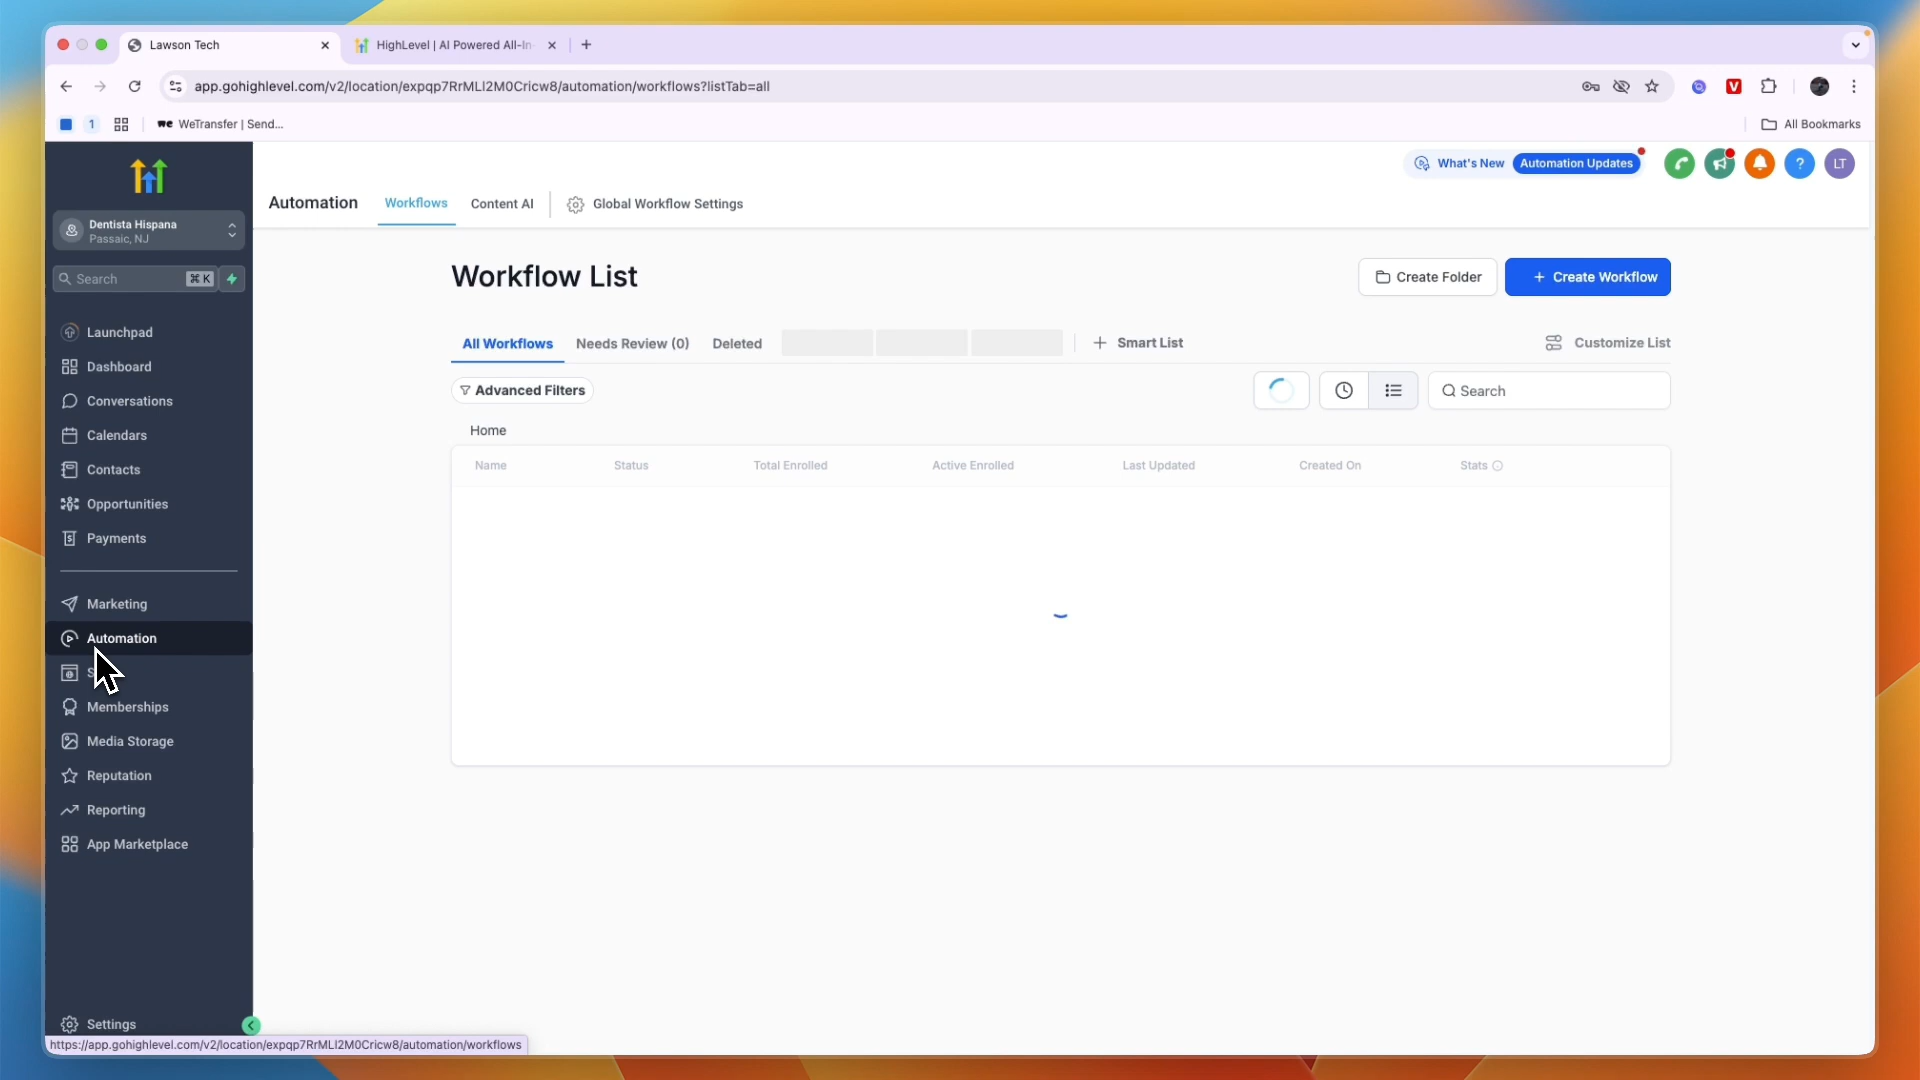 Lawson Tech
HighLevel | AI Powered All-In-
app.gohighlevel.com/v2/location/expqp7RrMLl2M0Cricw8/automation/workflows?listTab=all
1
we WeTransfer | Send...
All Bookmarks
What's New
Automation Updates
LT
Automation
Workflows
Content AI
Global Workflow Settings
Dentista Hispana
Passaic, NJ
Search
⌘ K
Launchpad
Dashboard
Conversations
Calendars
Contacts
Opportunities
Payments
Marketing
Automation
Memberships
Media Storage
Reputation
Reporting
App Marketplace
Settings
Workflow List
Create Folder
+ Create Workflow
All Workflows
Needs Review (0)
Deleted
+ Smart List
Customize List
Advanced Filters
Search
Home
Name
Status
Total Enrolled
Active Enrolled
Last Updated
Created On
Stats
https://app.gohighlevel.com/v2/location/expqp7RrMLl2M0Cricw8/automation/workflows